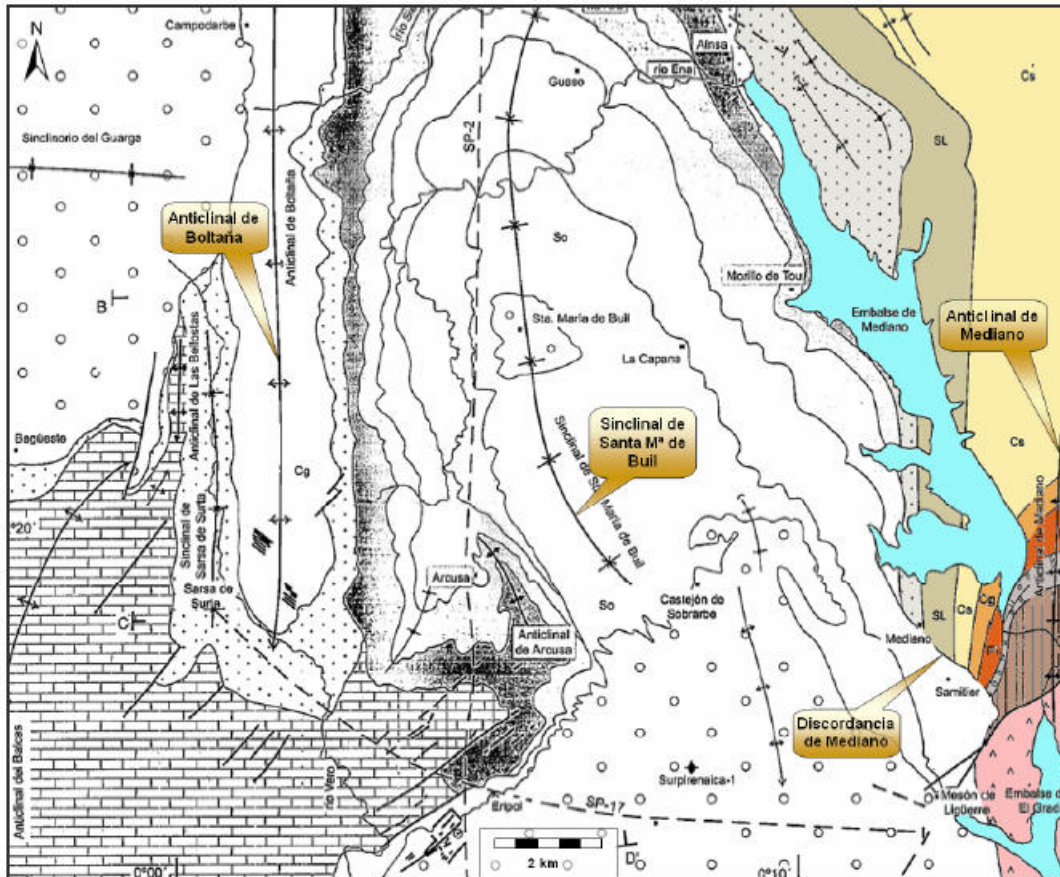 N
Campodarbe
Ainsa
río Ena
Guaso
Cs
Sinclinorio del Guarga
SP-2
SL
Anticlinal de
Boltaña
Anticlinal de Boltaña
So
Morillo de Tou
B
Embalse de
Mediano
Anticlinal de
Mediano
Sta. María de Buil
La Capana
Anticlinal de Las Bellostas
Bagüeste
Sinclinal de
Santa Mª de
Buil
Sinclinal de Sta. María de Buil
Cg
Cs
Anticlinal de Mediano
°20´
Sinclinal de
Sarsa de Surta
Sarsa de
Surta
Arcusa
So
Castejón de
Sobrarbe
C
Anticlinal
de Arcusa
SL
Cs
Cg
Mediano
Samitier
Discordancia
de Mediano
Anticlinal del Balces
río Vero
Surpirenaica-1
Eripol
SP-17
Mesón de
Ligüerre
Embalse de
El Grad
2 km
D'
0°00´
0°10´